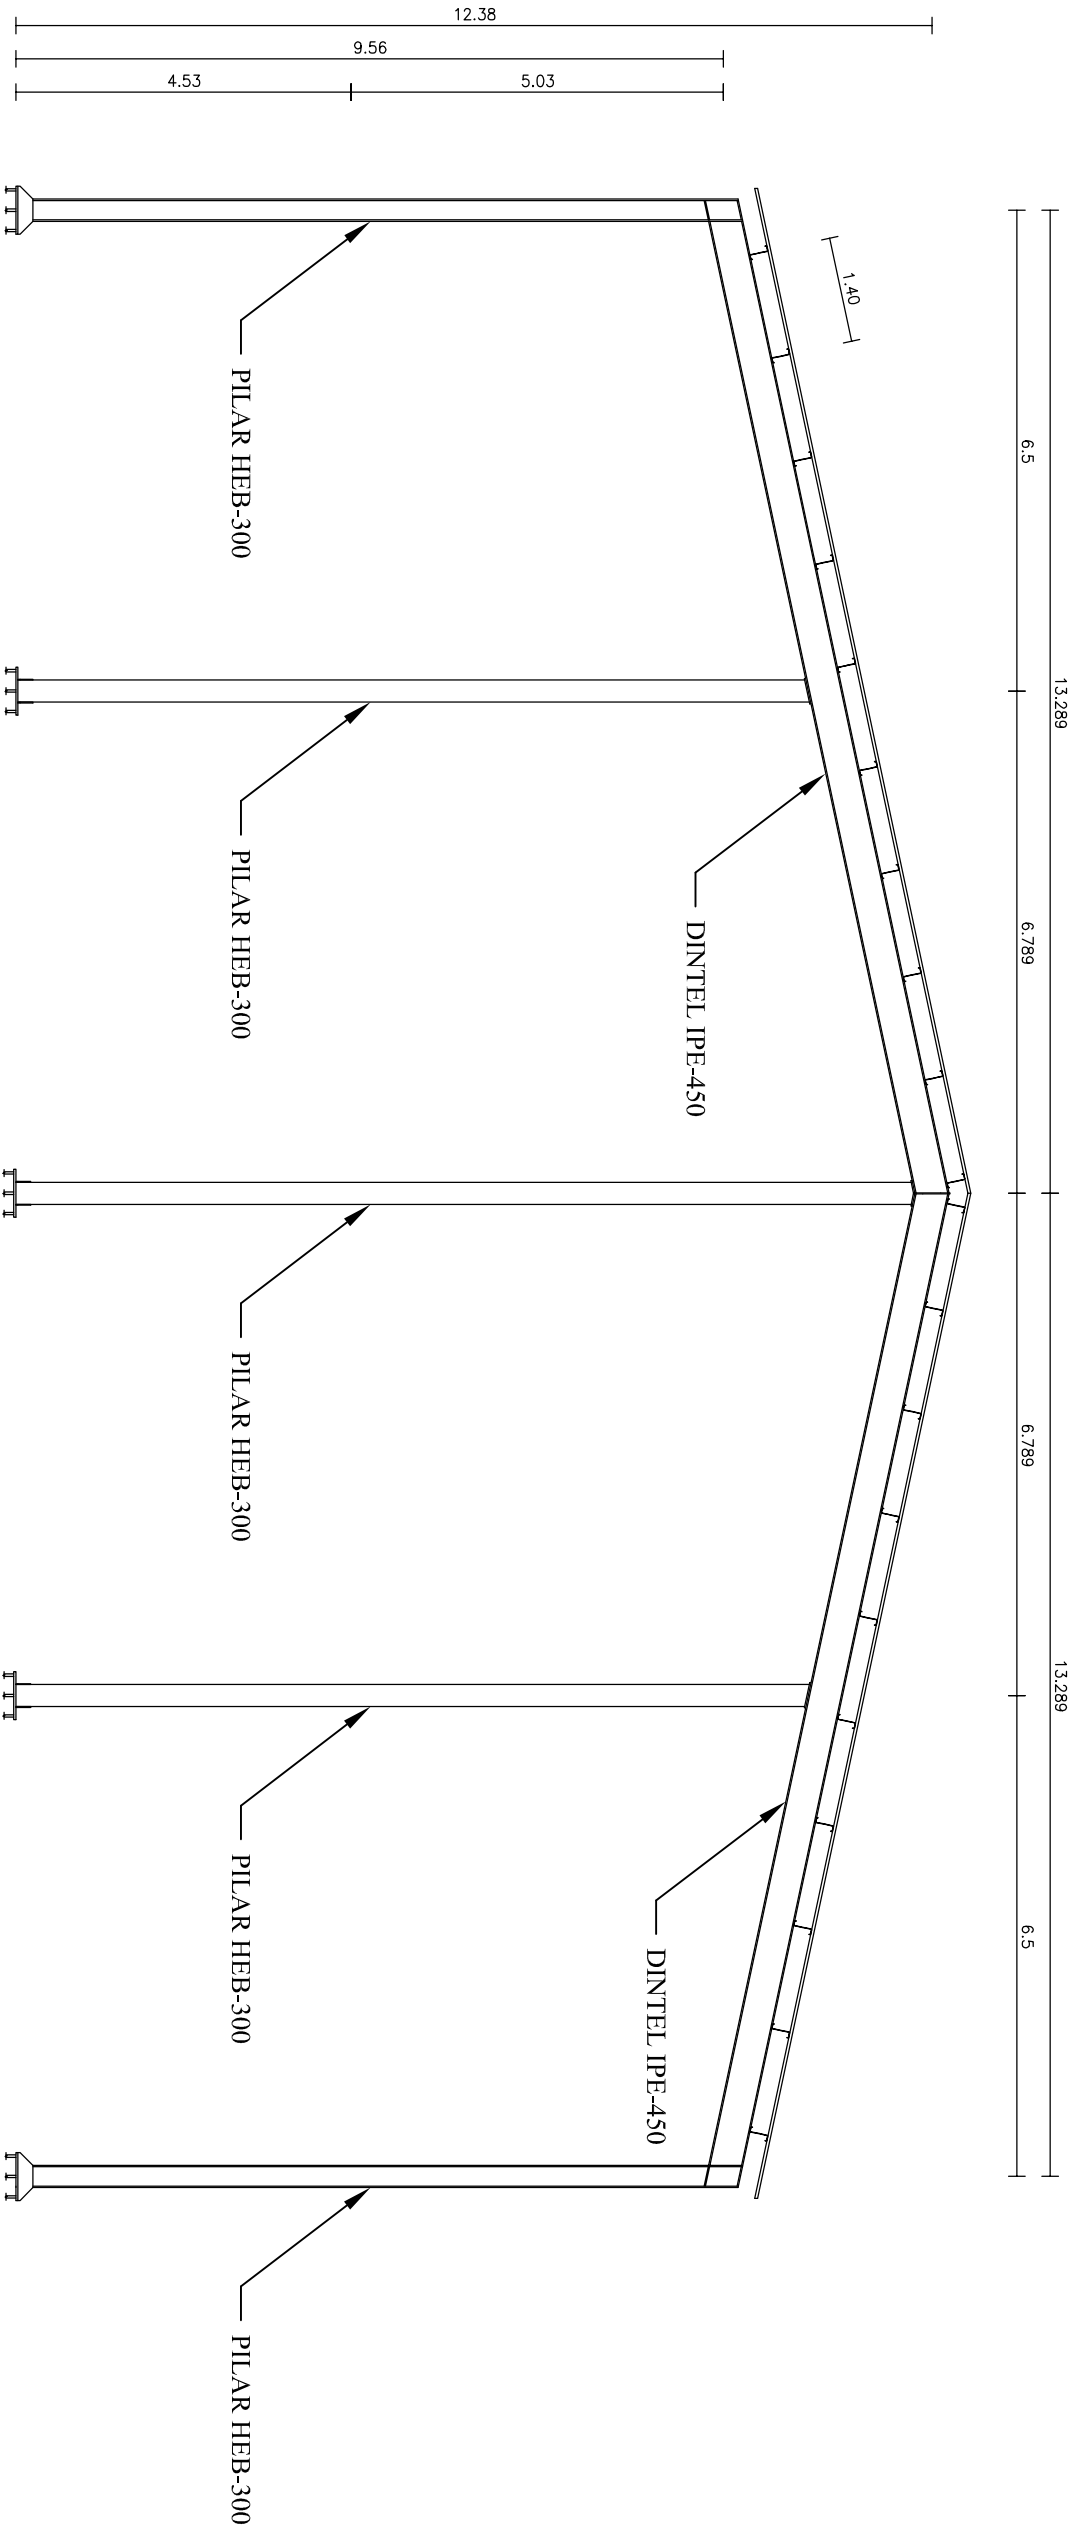 12.38
9.56
4.53
5.03
1.40
6.5
13.289
6.789
6.789
13.289
6.5
PILAR HEB-300
PILAR HEB-300
DINTEL IPE-450
PILAR HEB-300
PILAR HEB-300
DINTEL IPE-450
PILAR HEB-300